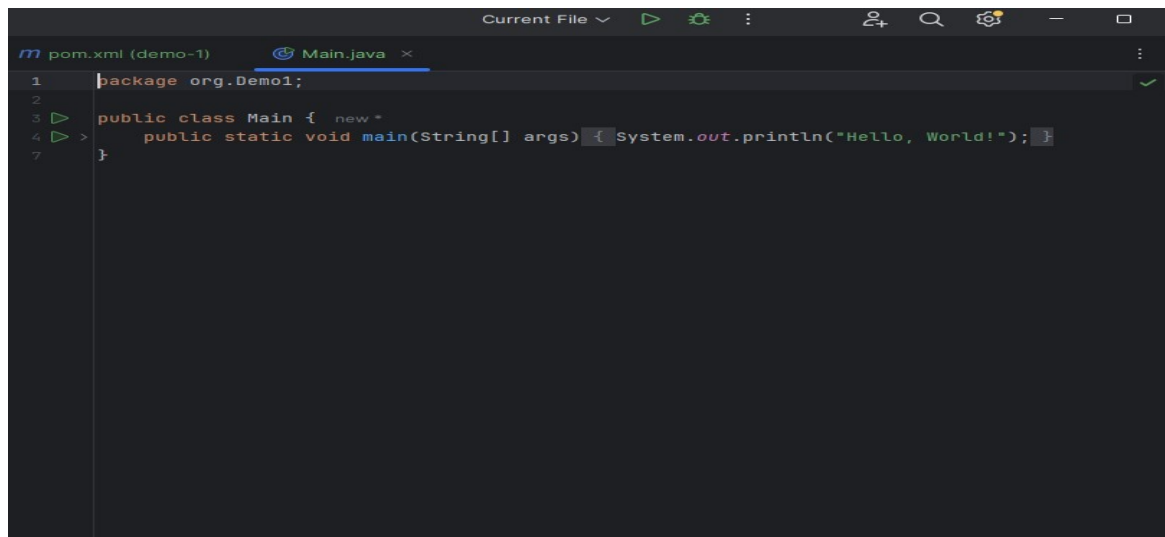 Current File
m pom.xml (demo-1) Main.java ×
1 package org.Demo1;
2
3 public class Main { new *
4 > public static void main(String[] args) { System.out.println("Hello, World!"); }
7 }